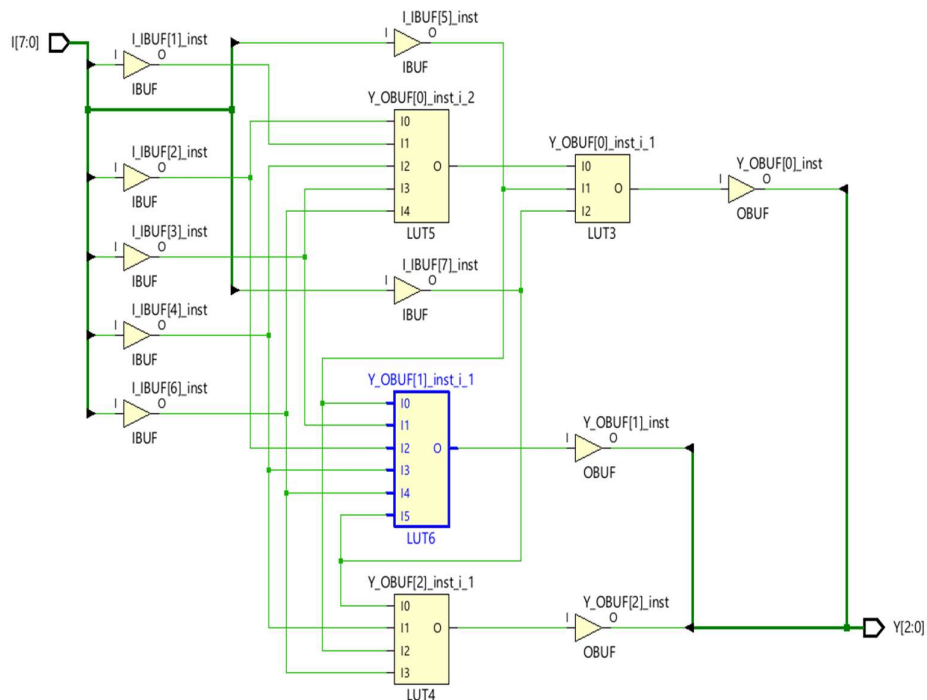 I[7:0]
I_IBUF[1]_inst
I
O
IBUF
I_IBUF[5]_inst
I
O
IBUF
Y_OBUF[0]_inst_i_2
I0
I1
I2
I3
I4
O
LUT5
Y_OBUF[0]_inst_i_1
I0
I1
I2
O
LUT3
Y_OBUF[0]_inst
I
O
OBUF
I_IBUF[2]_inst
I
O
IBUF
I_IBUF[3]_inst
I
O
IBUF
I_IBUF[7]_inst
I
O
IBUF
I_IBUF[4]_inst
I
O
IBUF
I_IBUF[6]_inst
I
O
IBUF
Y_OBUF[1]_inst_i_1
I0
I1
I2
I3
I4
I5
O
LUT6
Y_OBUF[1]_inst
I
O
OBUF
Y_OBUF[2]_inst_i_1
I0
I1
I2
I3
O
LUT4
Y_OBUF[2]_inst
I
O
OBUF
Y[2:0]